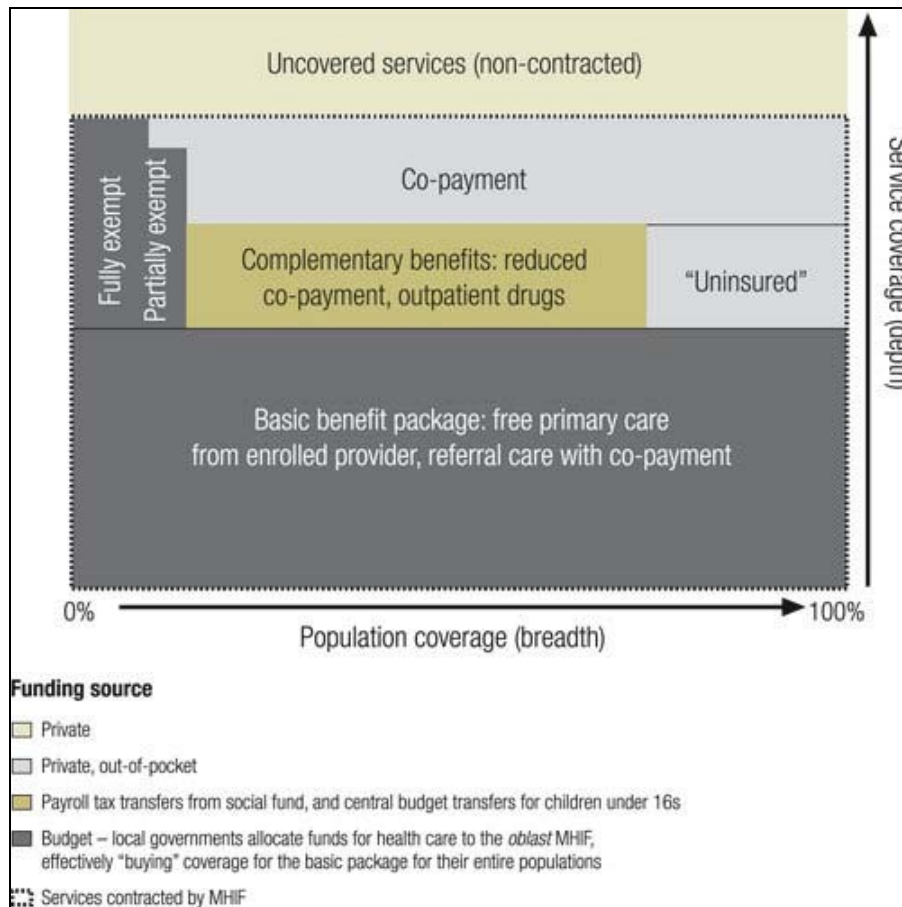 Uncovered services (non-contracted)
Fully exempt
Partially exempt
Co-payment
Complementary benefits: reduced
co-payment, outpatient drugs
"Uninsured"
Service coverage (depth)
Basic benefit package: free primary care
from enrolled provider, referral care with co-payment
0%
100%
Population coverage (breadth)
Funding source
Private
Private, out-of-pocket
Payroll tax transfers from social fund, and central budget transfers for children under 16s
Budget – local governments allocate funds for health care to the oblast MHIF,
effectively "buying" coverage for the basic package for their entire populations
Services contracted by MHIF